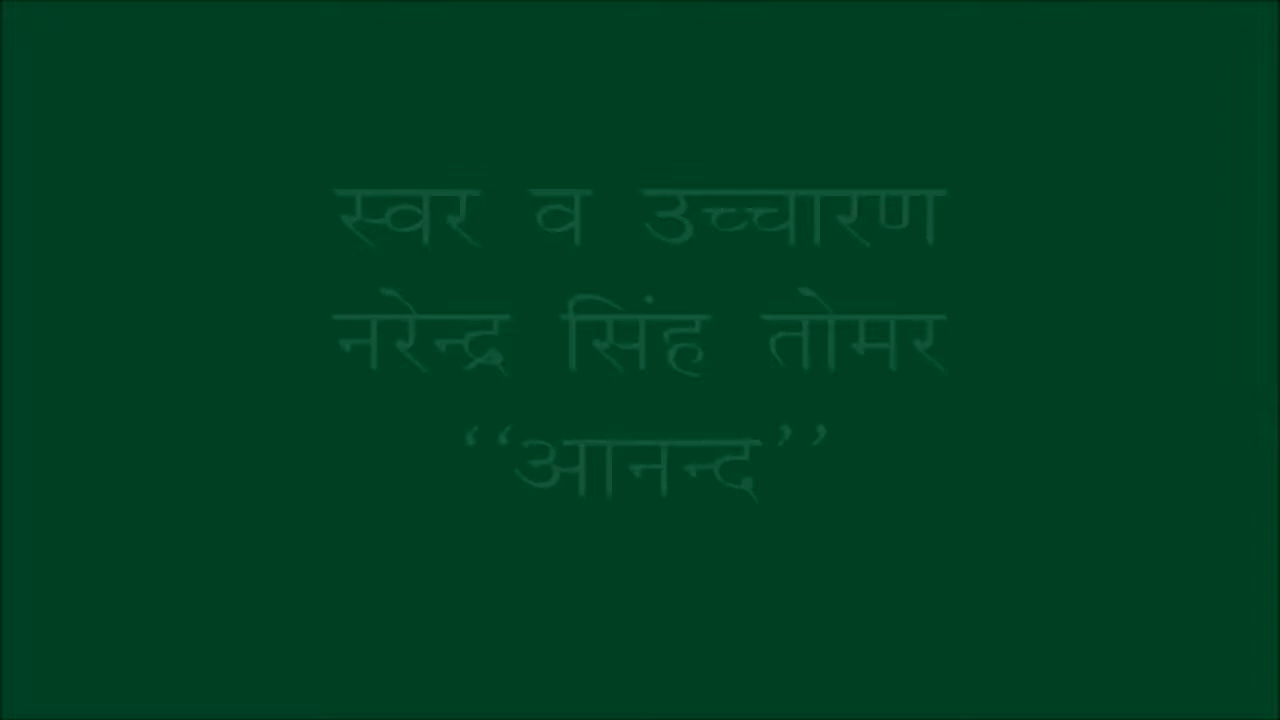 स्वर व उच्चारण
नरेन्द्र सिंह तोमर
‘‘आनन्द’’